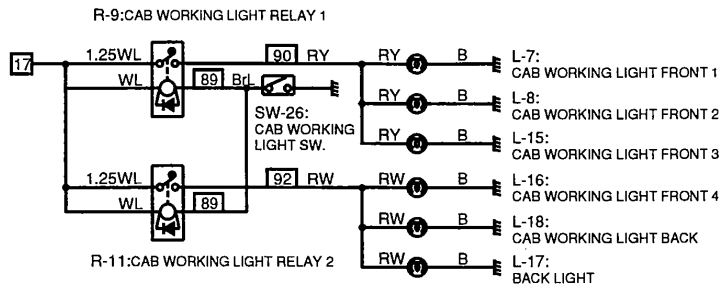 R-9:CAB WORKING LIGHT RELAY 1
17
1.25WL
90
RY
RY
B
L-7:
CAB WORKING LIGHT FRONT 1
WL
89
BrL
SW-26:
CAB WORKING
LIGHT SW.
RY
B
L-8:
CAB WORKING LIGHT FRONT 2
RY
B
L-15:
CAB WORKING LIGHT FRONT 3
1.25WL
92
RW
RW
B
L-16:
CAB WORKING LIGHT FRONT 4
WL
89
RW
B
L-18:
CAB WORKING LIGHT BACK
RW
B
L-17:
BACK LIGHT
R-11:CAB WORKING LIGHT RELAY 2